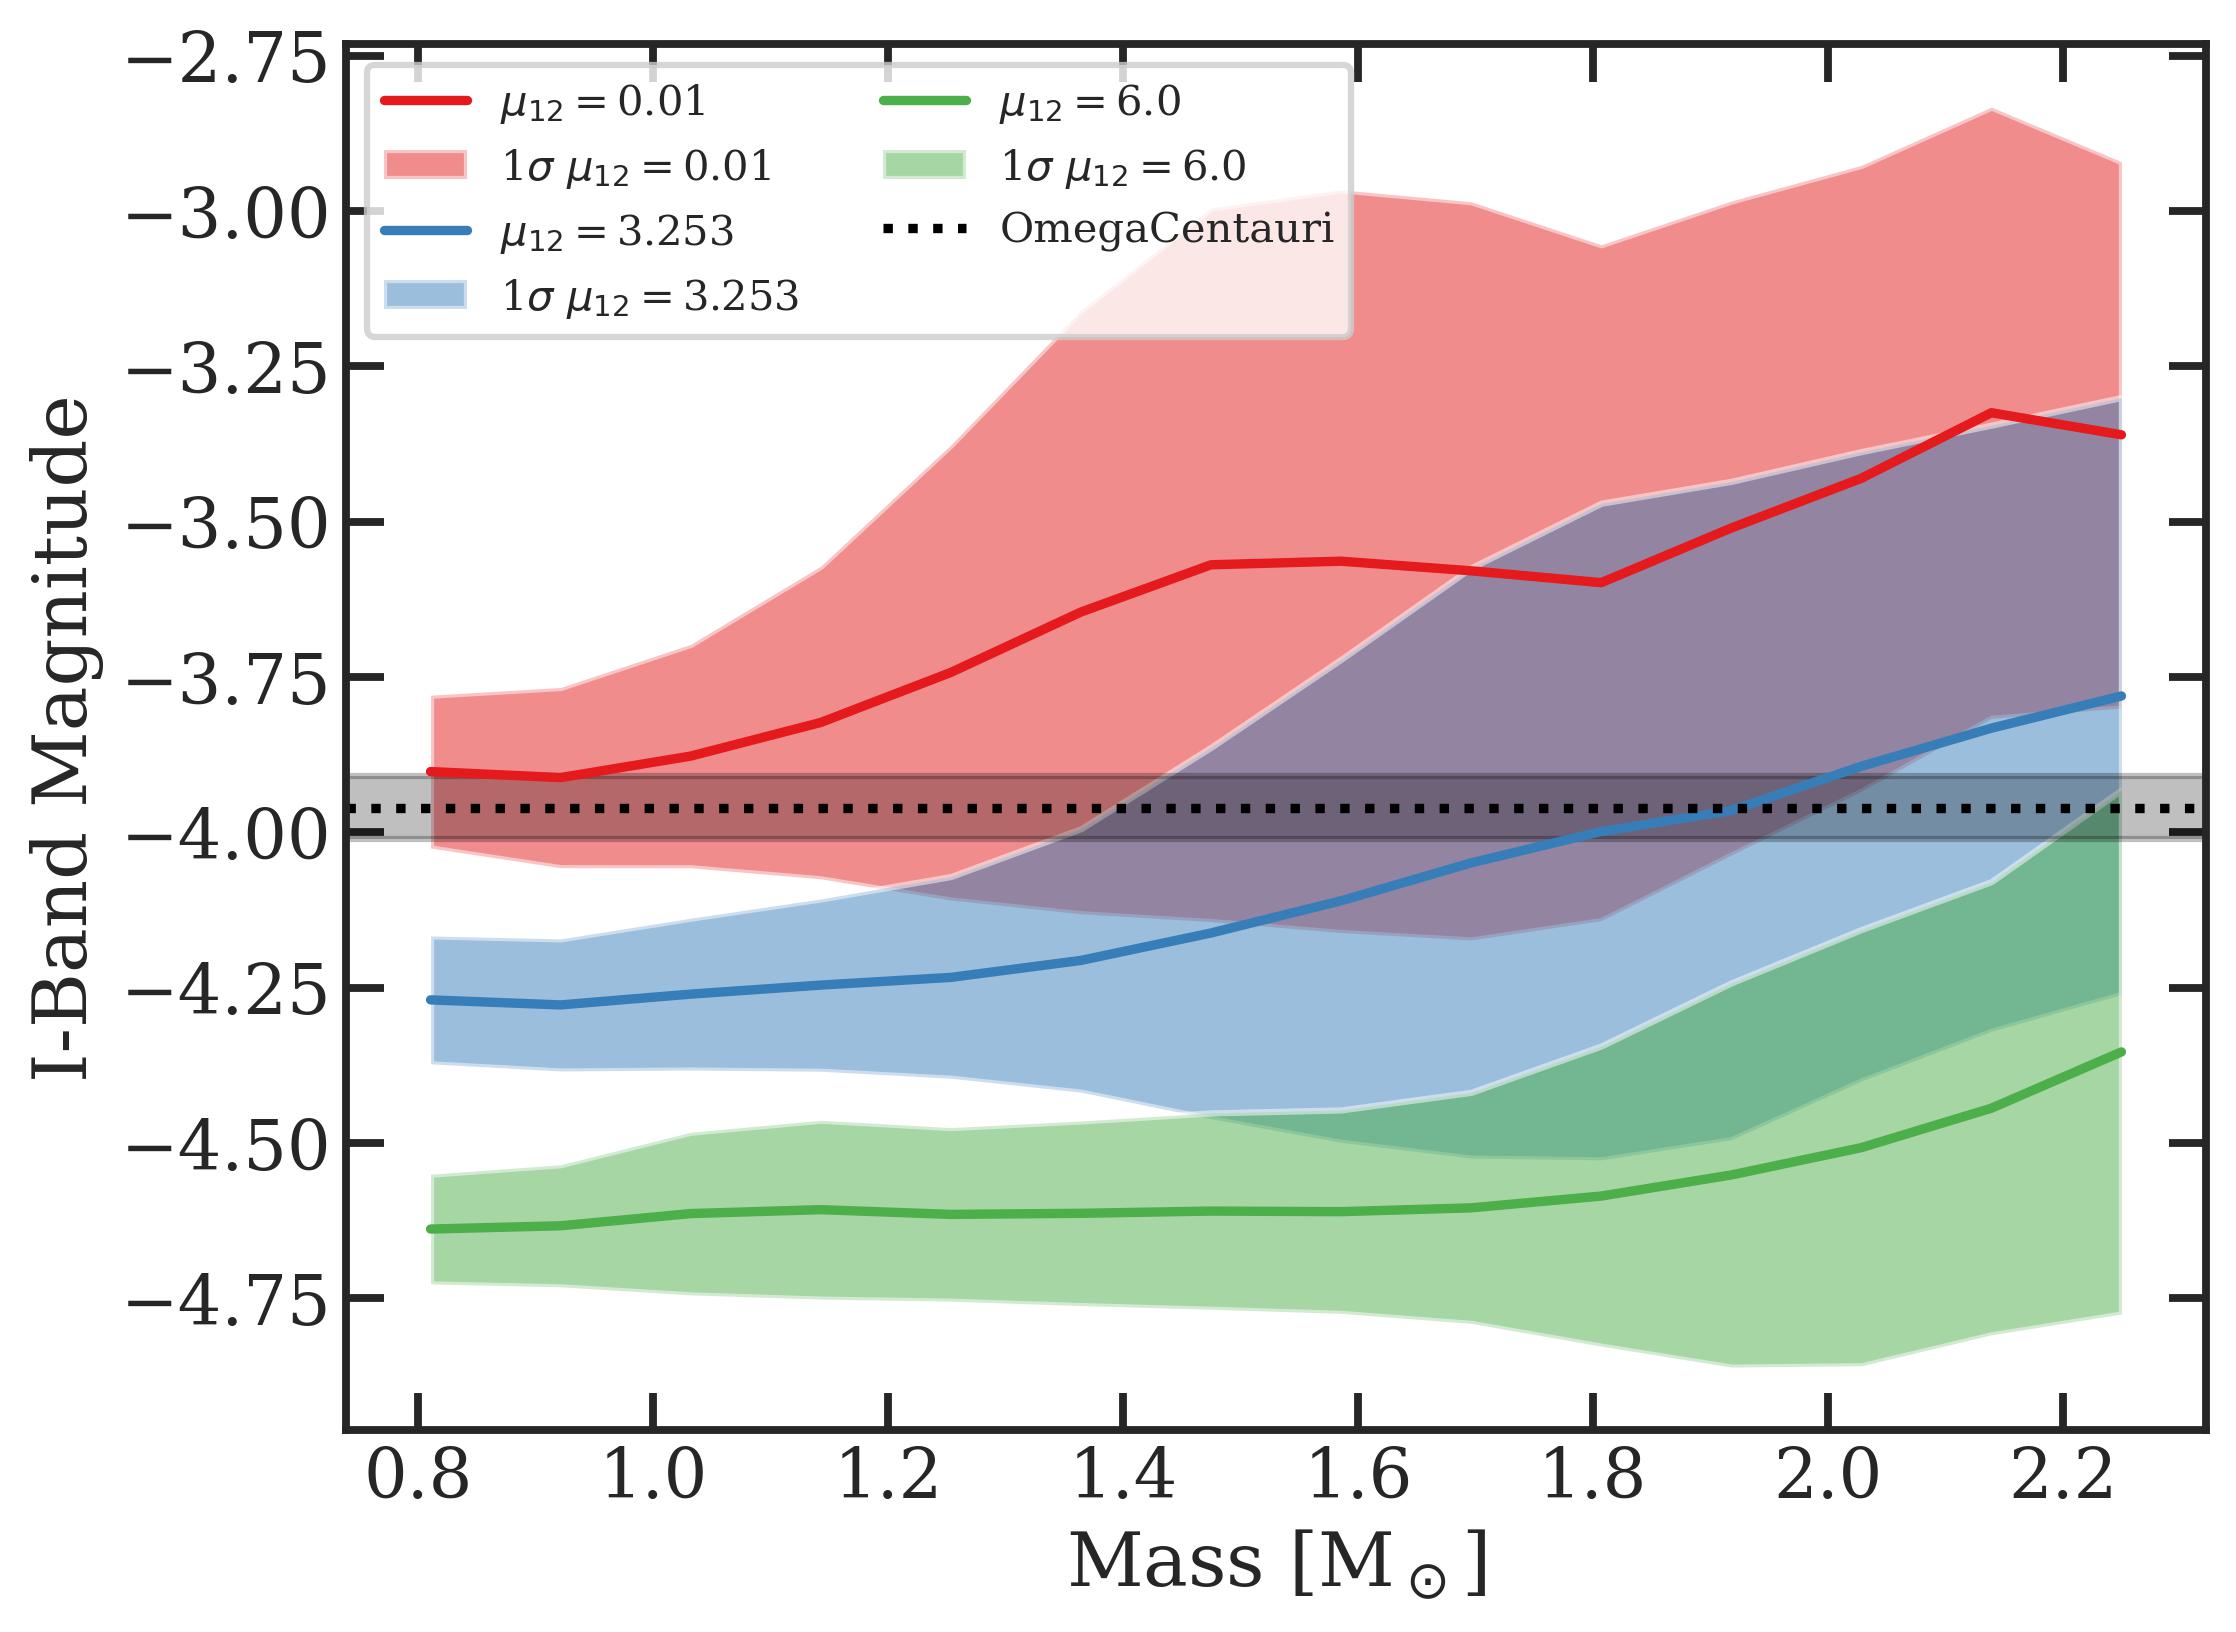 −2.75
−3.00
−3.25
−3.50
−3.75
−4.00
−4.25
−4.50
−4.75
I-Band Magnitude
μ₁₂ = 0.01
1σ μ₁₂ = 0.01
μ₁₂ = 3.253
1σ μ₁₂ = 3.253
μ₁₂ = 6.0
1σ μ₁₂ = 6.0
OmegaCentauri
0.8 1.0 1.2 1.4 1.6 1.8 2.0 2.2
Mass [M⊙]